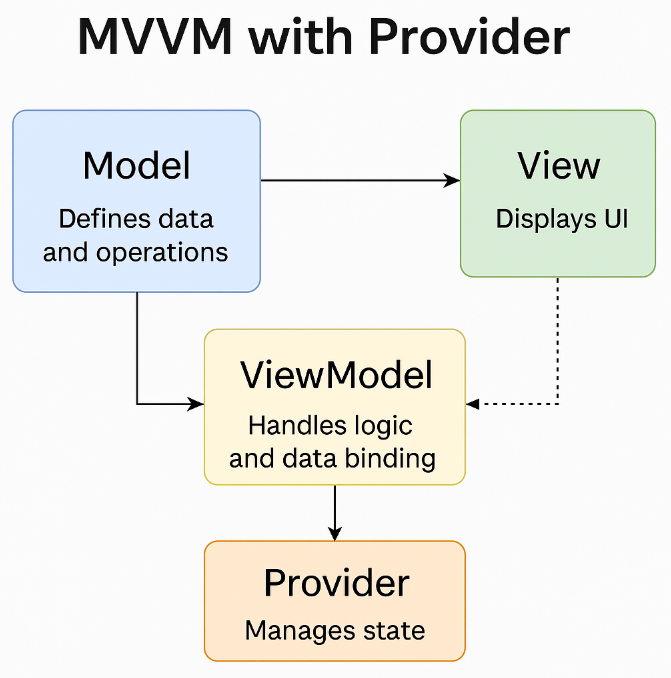 MVVM with Provider
Model
Defines data
and operations
View
Displays UI
ViewModel
Handles logic
and data binding
Provider
Manages state